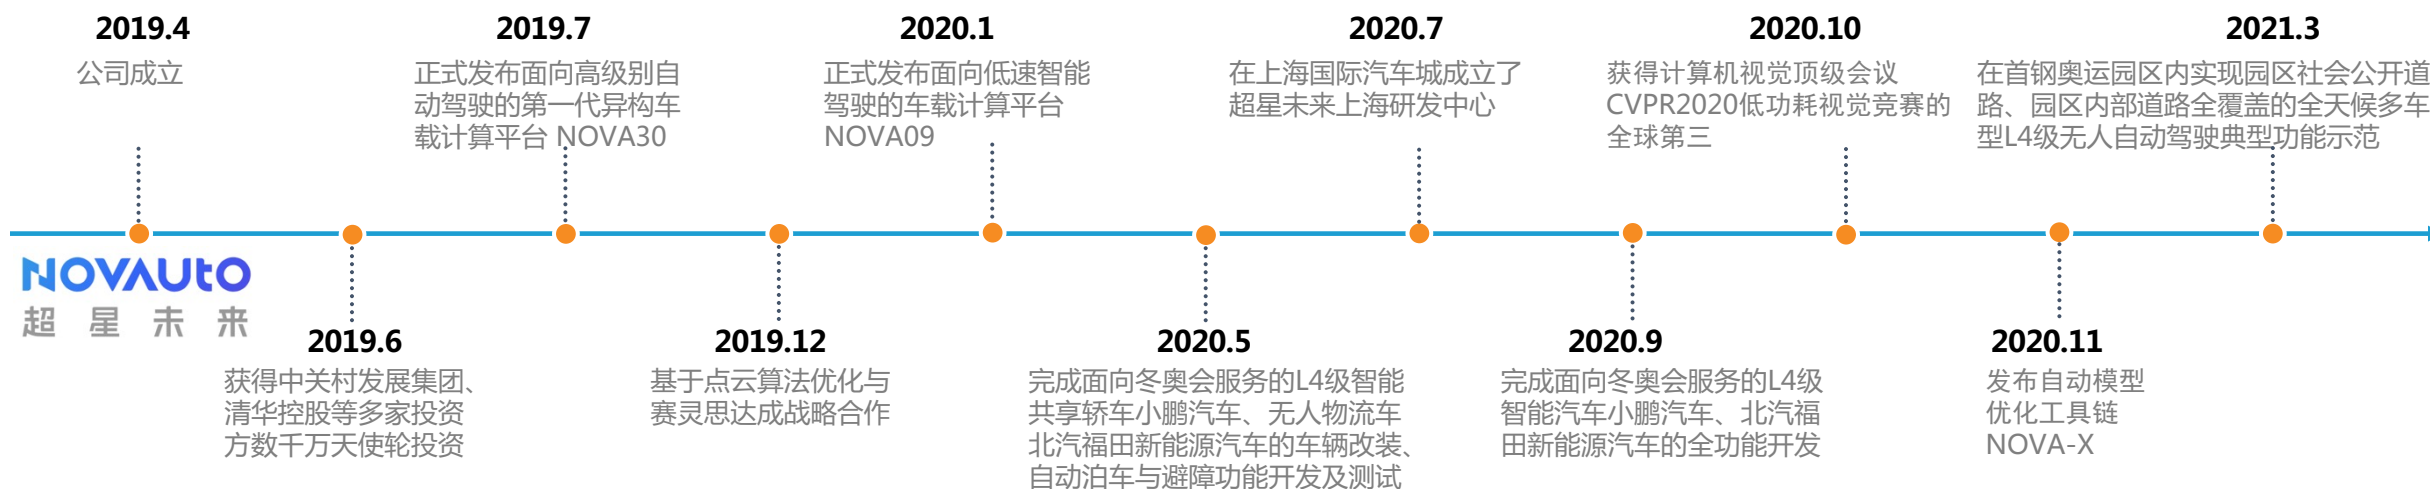 2019.4
公司成立
2019.7
正式发布面向高级别自
动驾驶的第一代异构车
载计算平台 NOVA30
2020.1
正式发布面向低速智能
驾驶的车载计算平台
NOVA09
2020.7
在上海国际汽车城成立了
超星未来上海研发中心
2020.10
获得计算机视觉顶级会议
CVPR2020低功耗视觉竞赛的
全球第三
2021.3
在首钢奥运园区内实现园区社会公开道
路、园区内部道路全覆盖的全天候多车
型L4级无人自动驾驶典型功能示范
NOVAUto
超星未来
2019.6
获得中关村发展集团、
清华控股等多家投资
方数千万天使轮投资
2019.12
基于点云算法优化与
赛灵思达成战略合作
2020.5
完成面向冬奥会服务的L4级智能
共享轿车小鹏汽车、无人物流车
北汽福田新能源汽车的车辆改装、
自动泊车与避障功能开发及测试
2020.9
完成面向冬奥会服务的L4级
智能汽车小鹏汽车、北汽福
田新能源汽车的全功能开发
2020.11
发布自动模型
优化工具链
NOVA-X